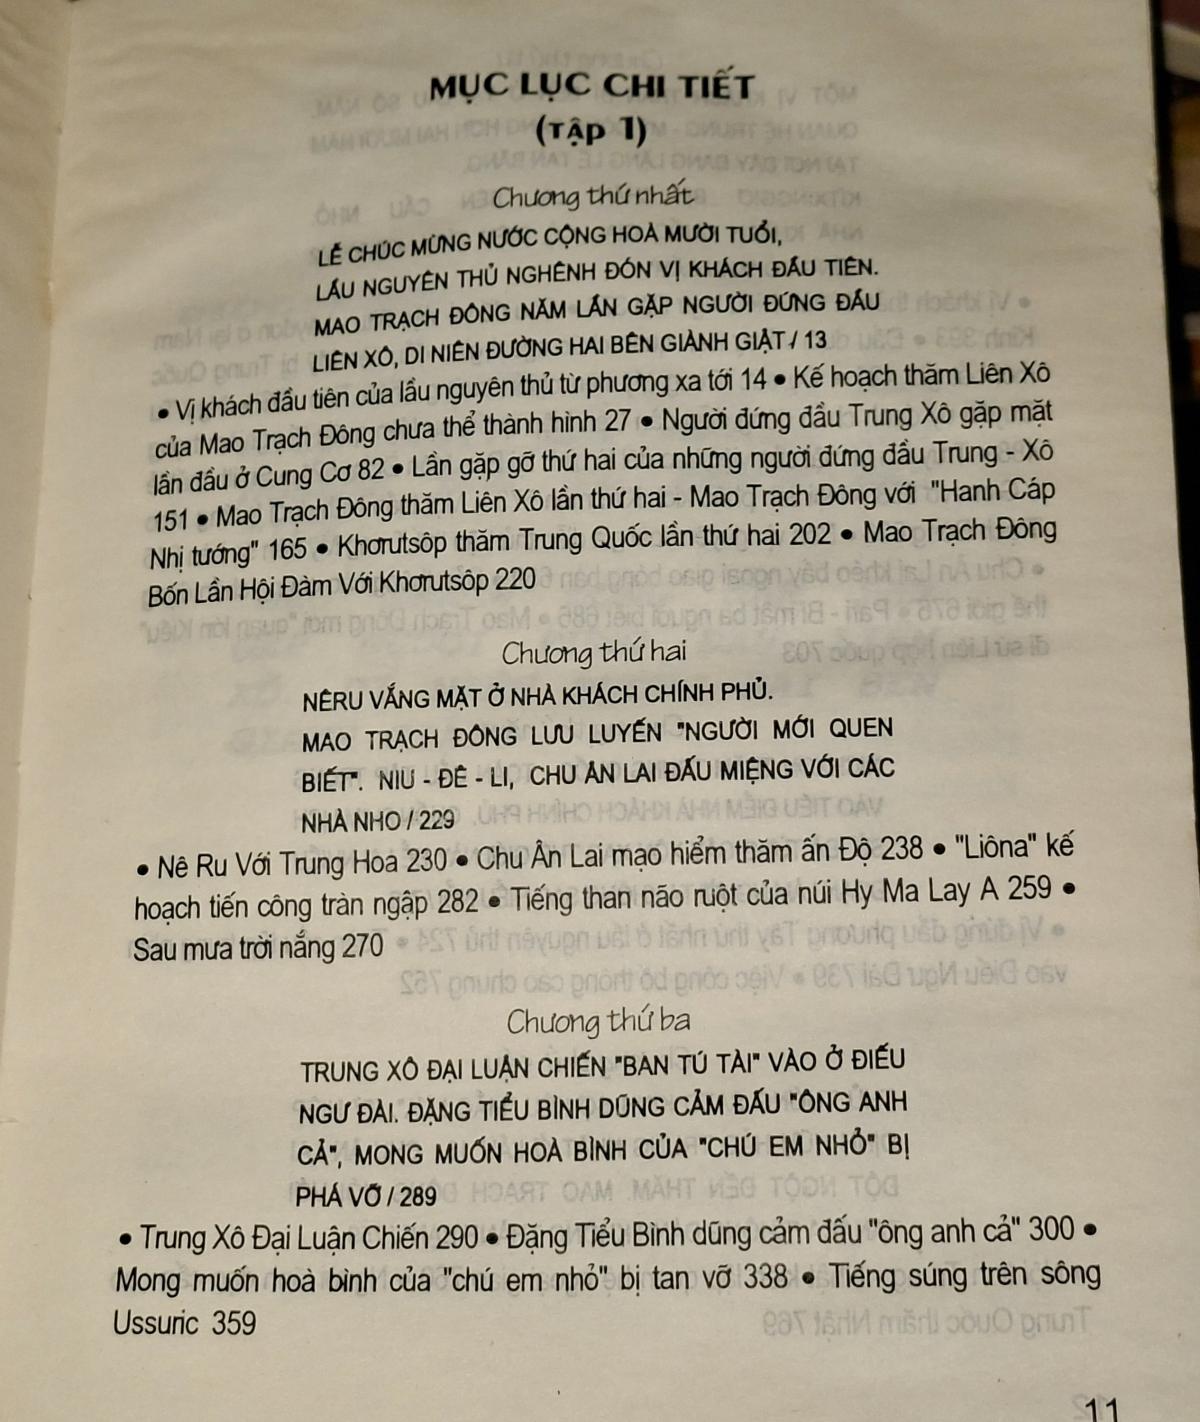 MỤC LỤC CHI TIẾT
(TẬP 1)
Chương thứ nhất
LỄ CHÚC MỪNG NƯỚC CỘNG HOÀ MƯỜI TUỔI,
LẦU NGUYÊN THỦ NGHÊNH ĐÓN VỊ KHÁCH ĐẦU TIÊN.
MAO TRẠCH ĐÔNG NĂM LẦN GẶP NGƯỜI ĐỨNG ĐẦU
LIÊN XÔ, DI NIÊN ĐƯỜNG HAI BÊN GIÀNH GIẬT / 13
• Vị khách đầu tiên của lầu nguyên thủ từ phương xa tới 14 • Kế hoạch thăm Liên Xô
của Mao Trạch Đông chưa thể thành hình 27 • Người đứng đầu Trung Xô gặp mặt
lần đầu ở Cung Cơ 82 • Lần gặp gỡ thứ hai của những người đứng đầu Trung - Xô
151 • Mao Trạch Đông thăm Liên Xô lần thứ hai - Mao Trạch Đông với "Hanh Cáp
Nhị tướng" 165 • Khơrutsôp thăm Trung Quốc lần thứ hai 202 • Mao Trạch Đông
Bốn Lần Hội Đàm Với Khơrutsôp 220
Chương thứ hai
NÊRU VẮNG MẶT Ở NHÀ KHÁCH CHÍNH PHỦ.
MAO TRẠCH ĐÔNG LƯU LUYẾN "NGƯỜI MỚI QUEN
BIẾT". NIU - ĐÊ - LI, CHU ÂN LAI ĐẤU MIỆNG VỚI CÁC
NHÀ NHO / 229
• Nê Ru Với Trung Hoa 230 • Chu Ân Lai mạo hiểm thăm ấn Độ 238 • "Liôna" kế
hoạch tiến công tràn ngập 282 • Tiếng than não ruột của núi Hy Ma Lay A 259 •
Sau mưa trời nắng 270
Chương thứ ba
TRUNG XÔ ĐẠI LUẬN CHIẾN "BAN TÚ TÀI" VÀO Ở ĐIẾU
NGƯ ĐÀI. ĐẶNG TIỂU BÌNH DŨNG CẢM ĐẤU "ÔNG ANH
CẢ", MONG MUỐN HOÀ BÌNH CỦA "CHÚ EM NHỎ" BỊ
PHÁ VỠ / 289
• Trung Xô Đại Luận Chiến 290 • Đặng Tiểu Bình dũng cảm đấu "ông anh cả" 300 •
Mong muốn hoà bình của "chú em nhỏ" bị tan vỡ 338 • Tiếng súng trên sông
Ussuric 359
11